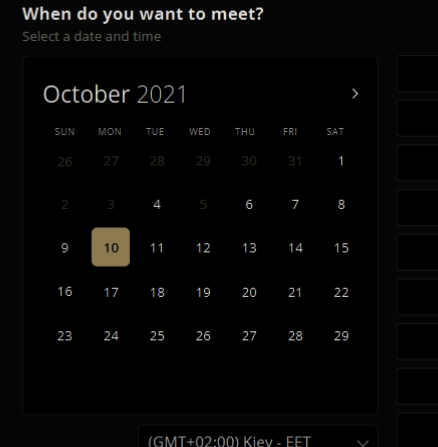 When do you want to meet?
Select a date and time
October 2021
SUN MON TUE WED THU FRI SAT
26 27 28 29 30 31 1
2 3 4 5 6 7 8
9 10 11 12 13 14 15
16 17 18 19 20 21 22
23 24 25 26 27 28 29
(GMT+02:00) Kiev - EET